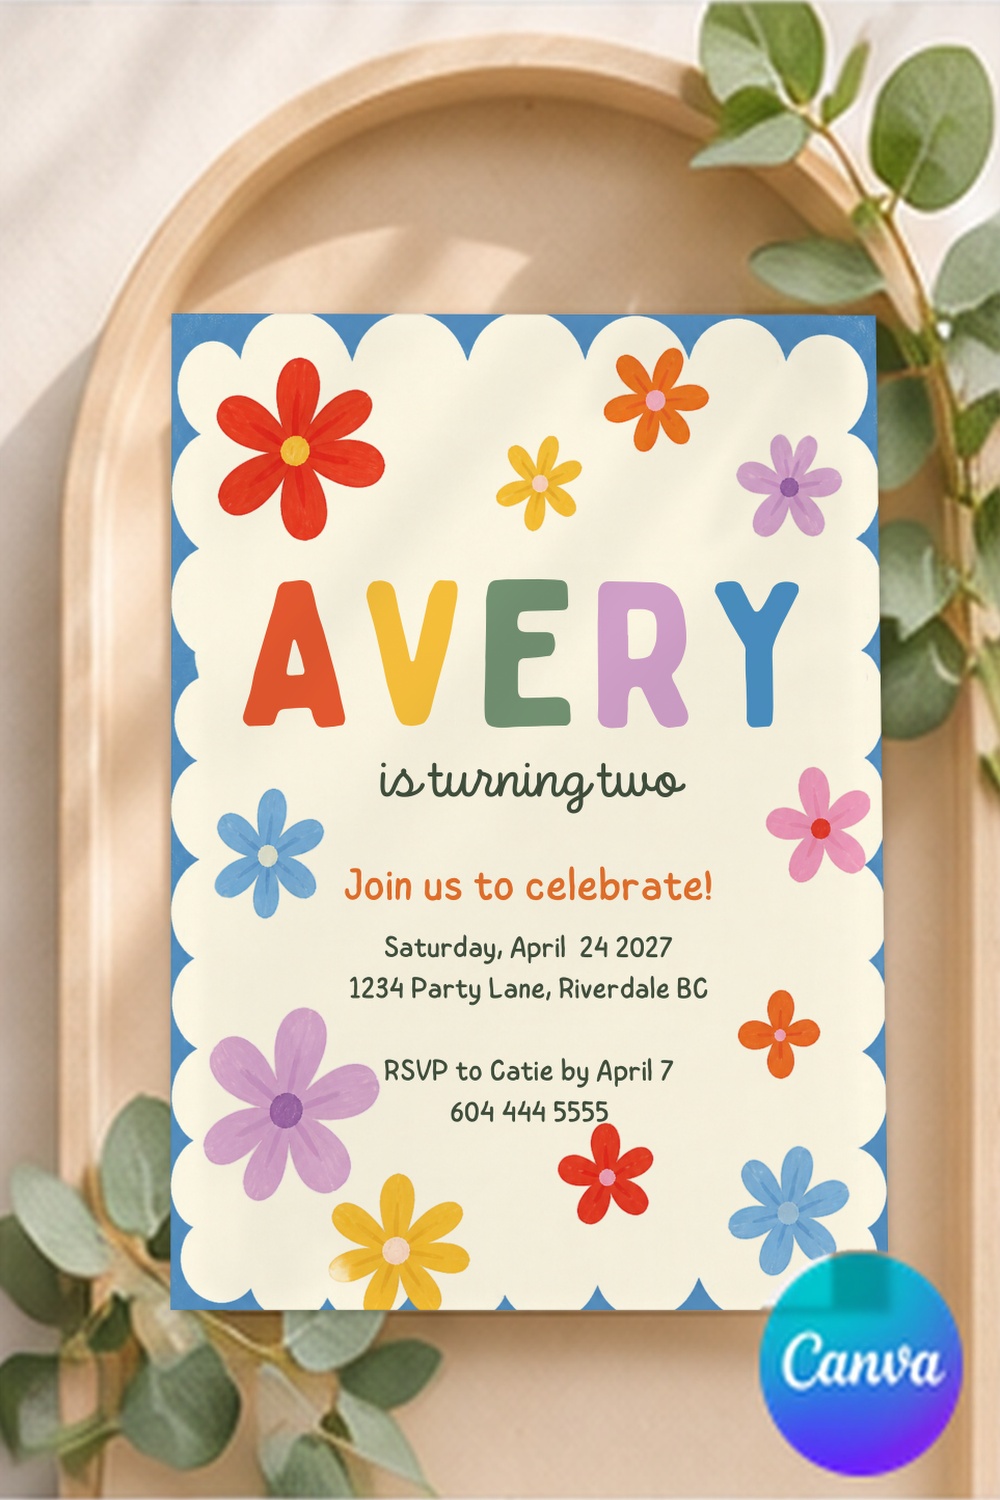 AVERY
is turning two
Join us to celebrate!
Saturday, April 24 2027
1234 Party Lane, Riverdale BC
RSVP to Catie by April 7
604 444 5555
Canva